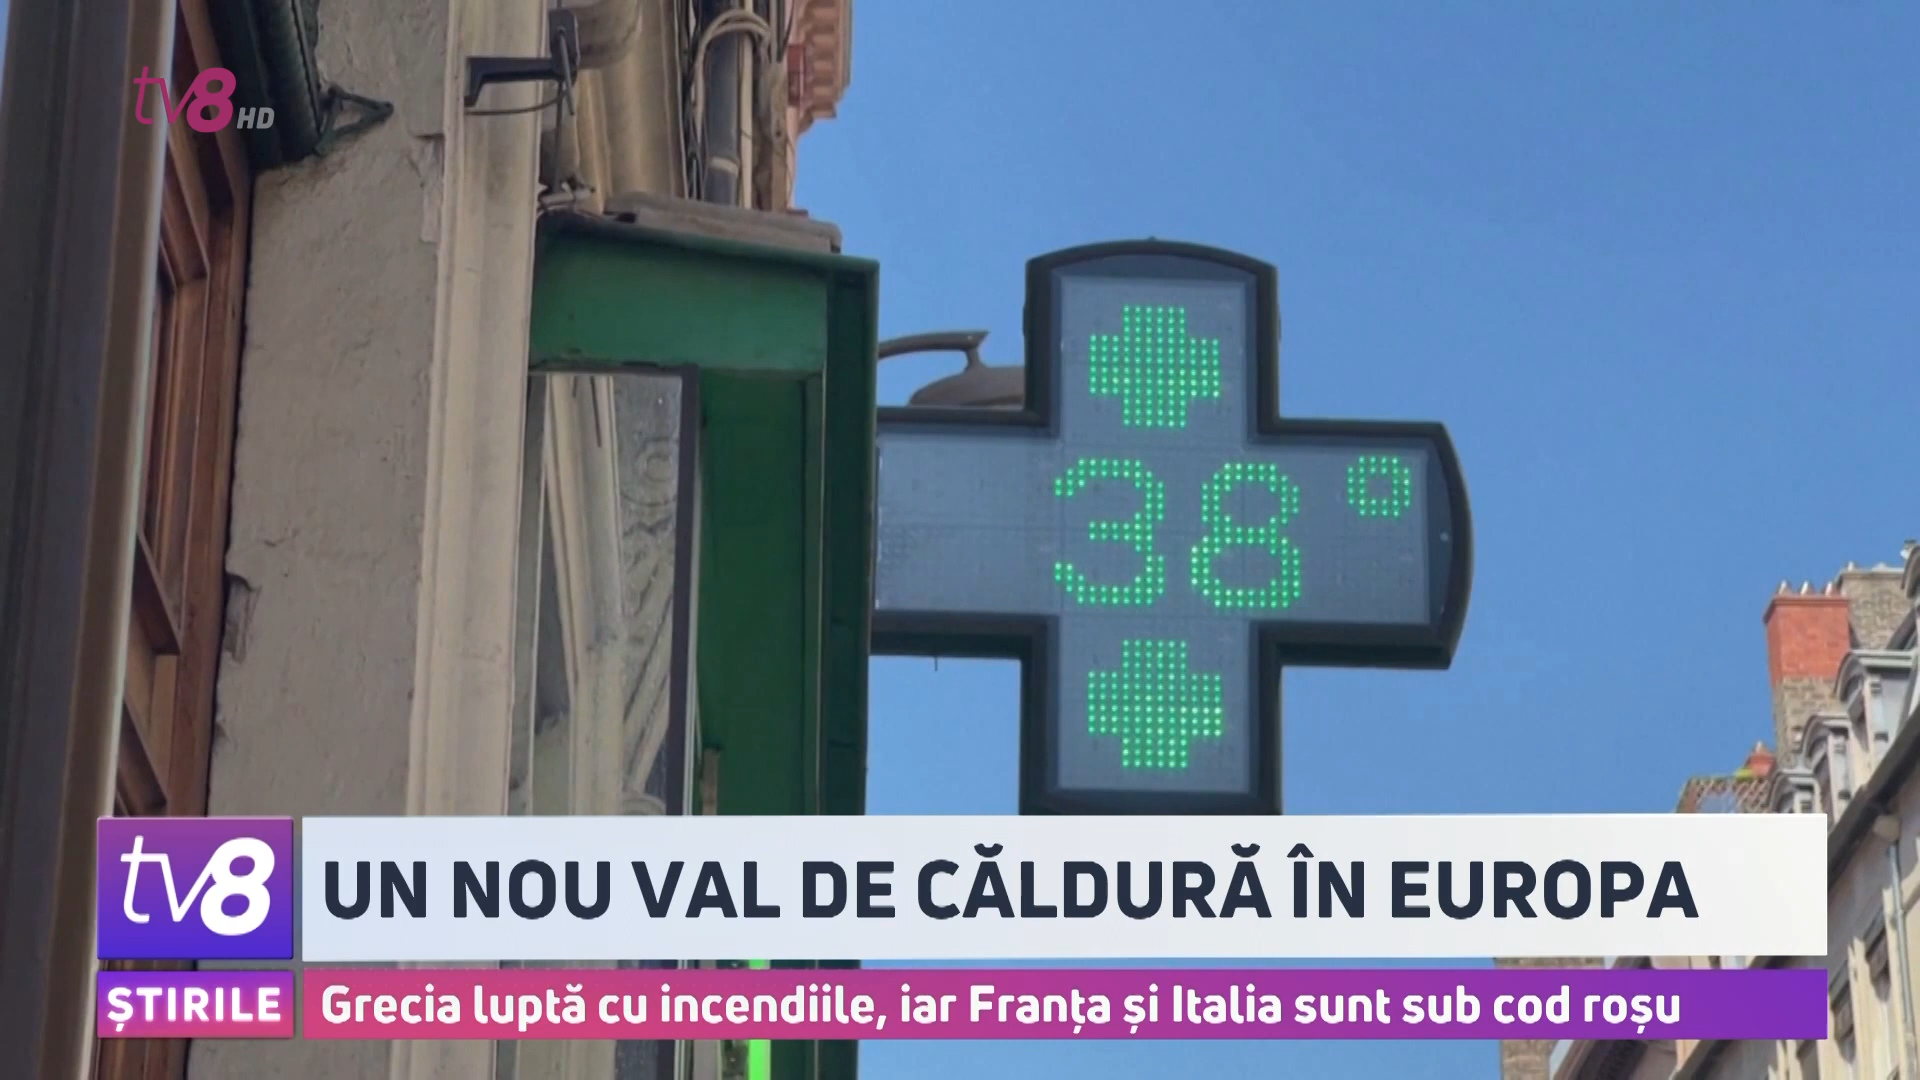 tv8 HD
38°
tv8
UN NOU VAL DE CĂLDURĂ ÎN EUROPA
ȘTIRILE
Grecia luptă cu incendiile, iar Franța și Italia sunt sub cod roșu